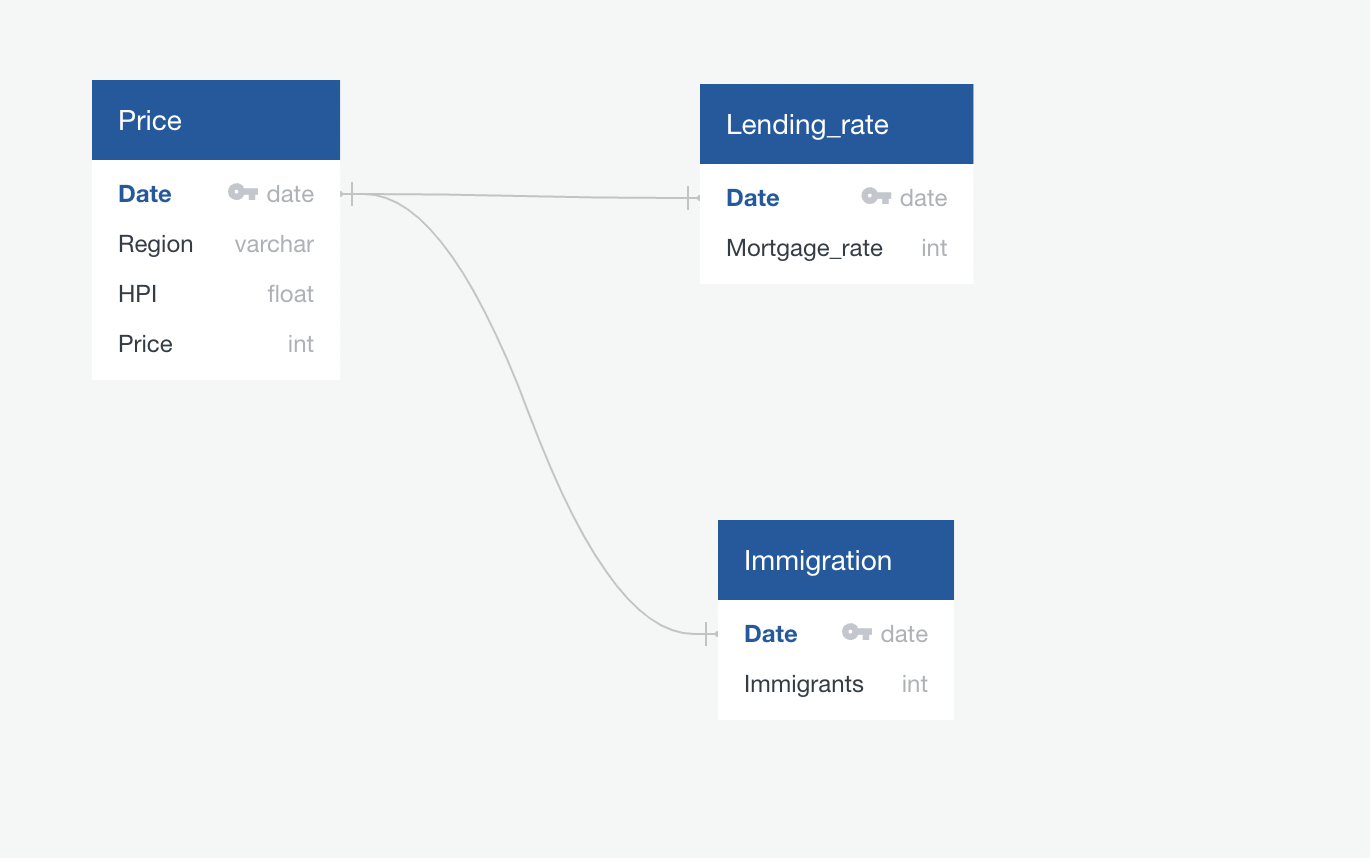 Price
Date date
Region varchar
HPI float
Price int
Lending_rate
Date date
Mortgage_rate int
Immigration
Date date
Immigrants int